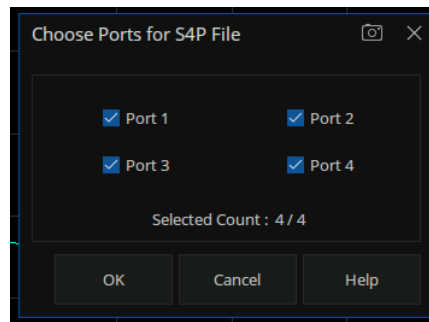 Choose Ports for S4P File
Port 1
Port 2
Port 3
Port 4
Selected Count : 4 / 4
OK
Cancel
Help